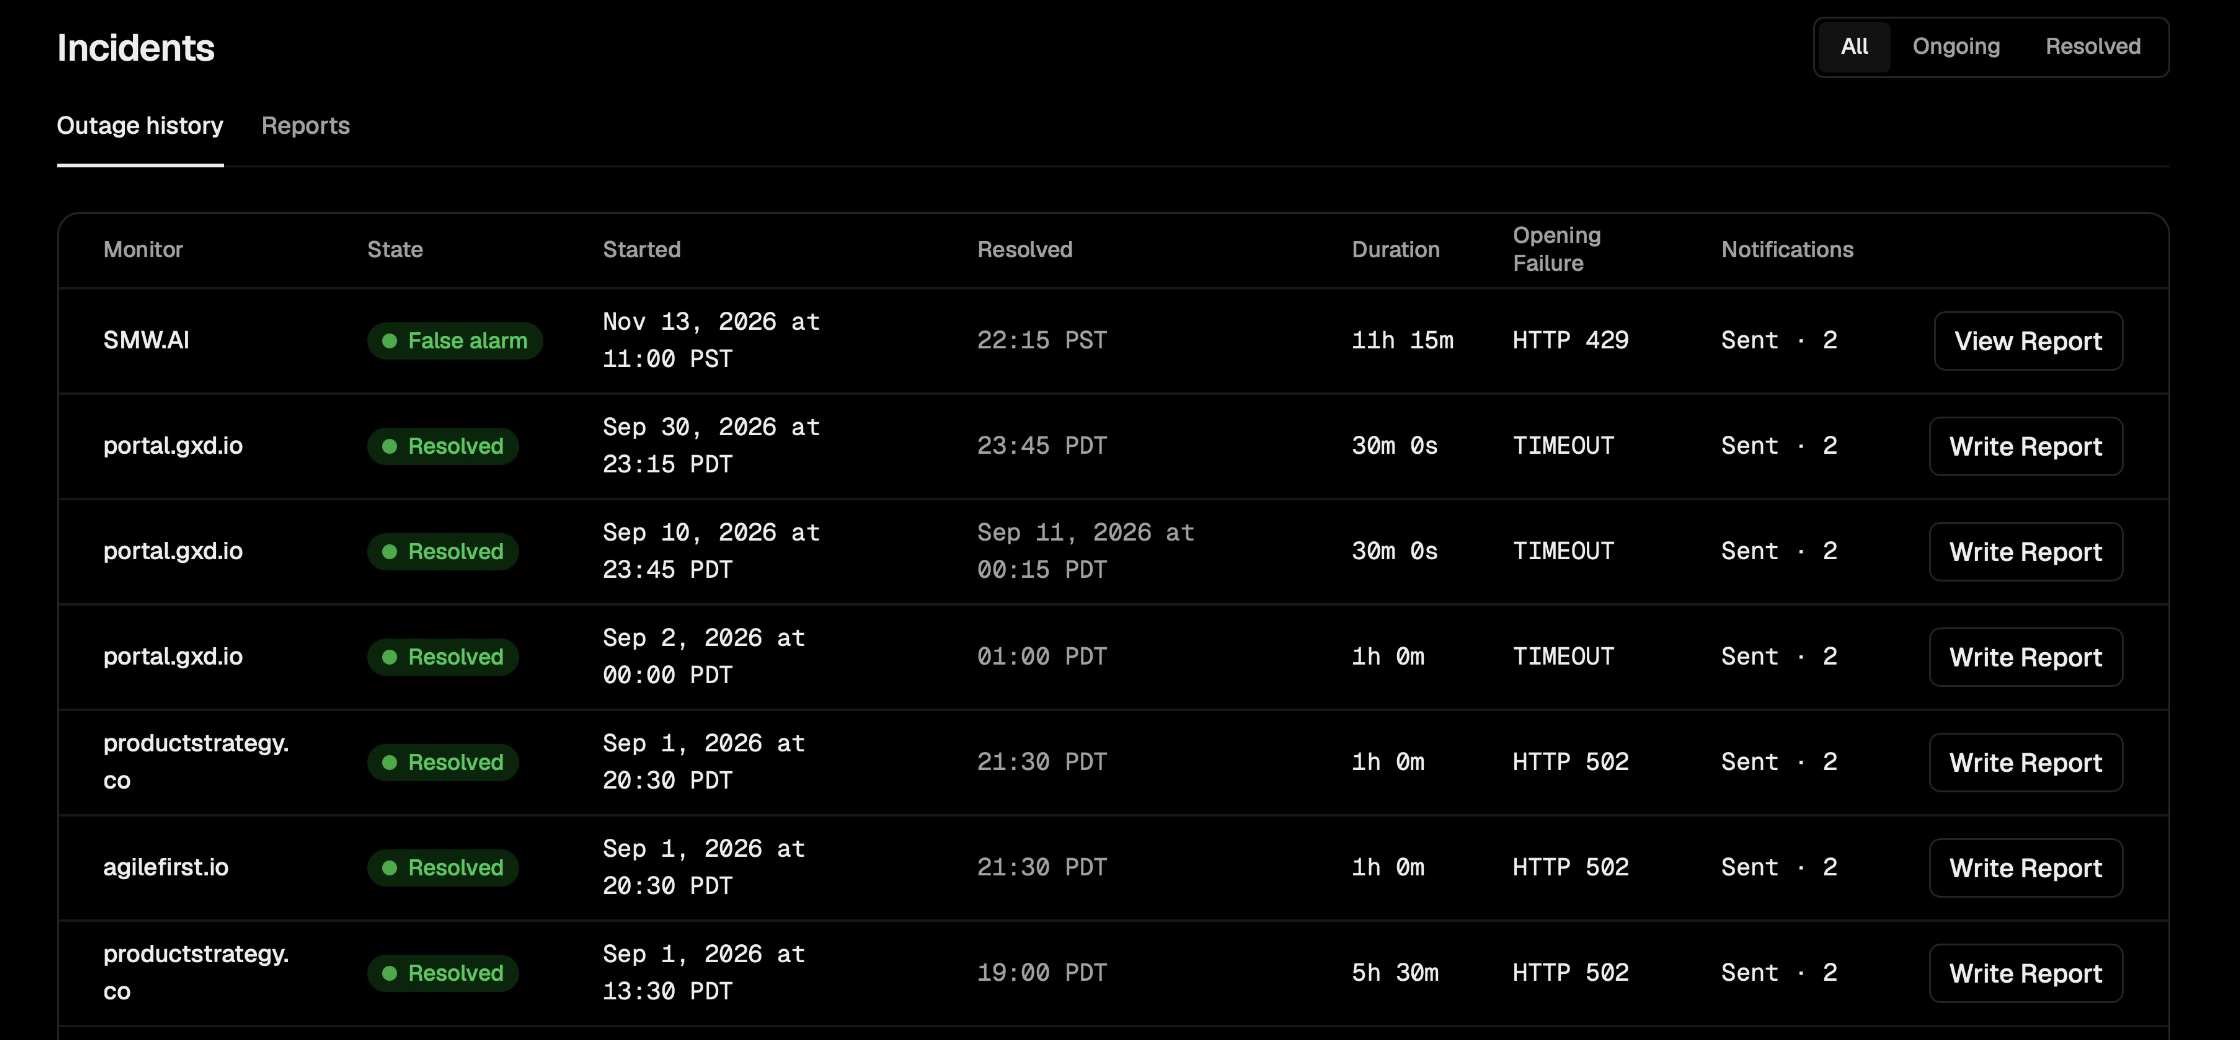 Incidents
All Ongoing Resolved
Outage history Reports
Monitor State Started Resolved Duration Opening Failure Notifications
SMW.AI False alarm Nov 13, 2026 at 11:00 PST 22:15 PST 11h 15m HTTP 429 Sent · 2 View Report
portal.gxd.io Resolved Sep 30, 2026 at 23:15 PDT 23:45 PDT 30m 0s TIMEOUT Sent · 2 Write Report
portal.gxd.io Resolved Sep 10, 2026 at 23:45 PDT Sep 11, 2026 at 00:15 PDT 30m 0s TIMEOUT Sent · 2 Write Report
portal.gxd.io Resolved Sep 2, 2026 at 00:00 PDT 01:00 PDT 1h 0m TIMEOUT Sent · 2 Write Report
productstrategy.co Resolved Sep 1, 2026 at 20:30 PDT 21:30 PDT 1h 0m HTTP 502 Sent · 2 Write Report
agilefirst.io Resolved Sep 1, 2026 at 20:30 PDT 21:30 PDT 1h 0m HTTP 502 Sent · 2 Write Report
productstrategy.co Resolved Sep 1, 2026 at 13:30 PDT 19:00 PDT 5h 30m HTTP 502 Sent · 2 Write Report